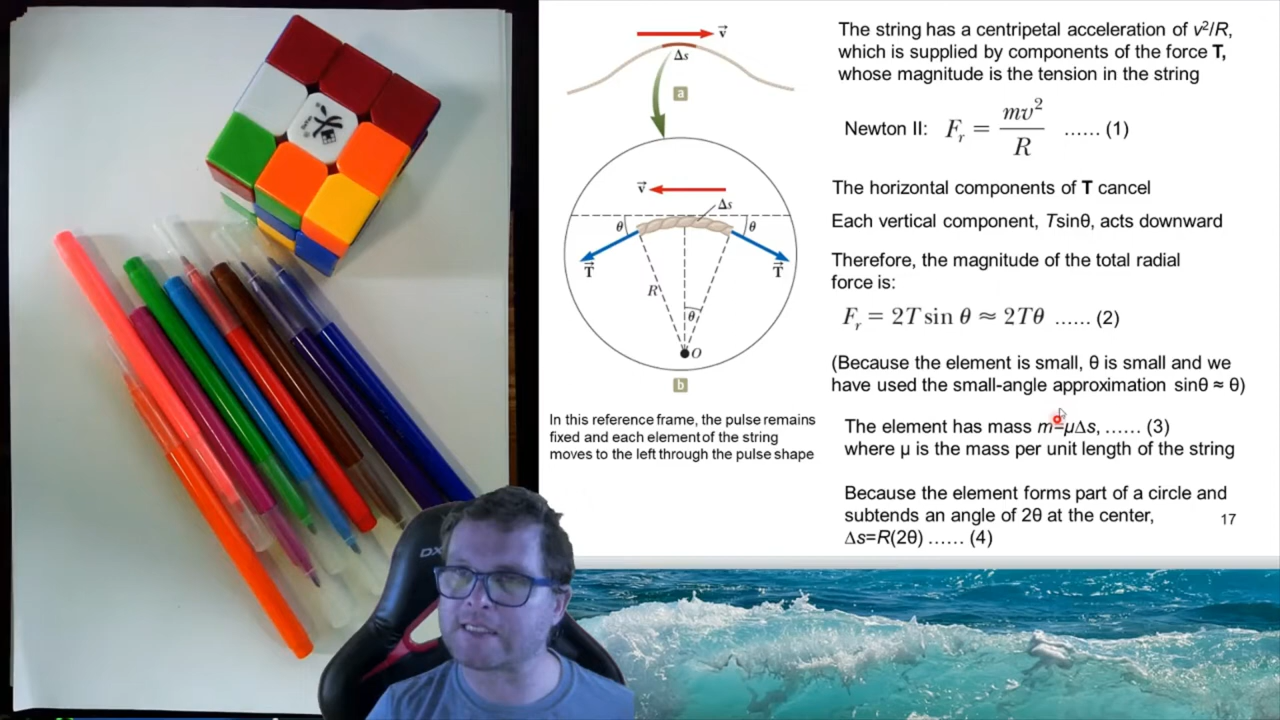 The string has a centripetal acceleration of v²/R,
which is supplied by components of the force T,
whose magnitude is the tension in the string
Newton II: Fᵣ = mv²/R ...... (1)
The horizontal components of T cancel
Each vertical component, Tsinθ, acts downward
Therefore, the magnitude of the total radial
force is:
Fᵣ = 2T sin θ ≈ 2Tθ ...... (2)
(Because the element is small, θ is small and we
have used the small-angle approximation sinθ ≈ θ)
The element has mass m=μΔs, ...... (3)
where μ is the mass per unit length of the string
Because the element forms part of a circle and
subtends an angle of 2θ at the center,
Δs=R(2θ) ...... (4)
17
v⃗
Δs
a
v⃗
Δs
θ
θ
T⃗
T⃗
R
θ
O
b
In this reference frame, the pulse remains
fixed and each element of the string
moves to the left through the pulse shape
DX